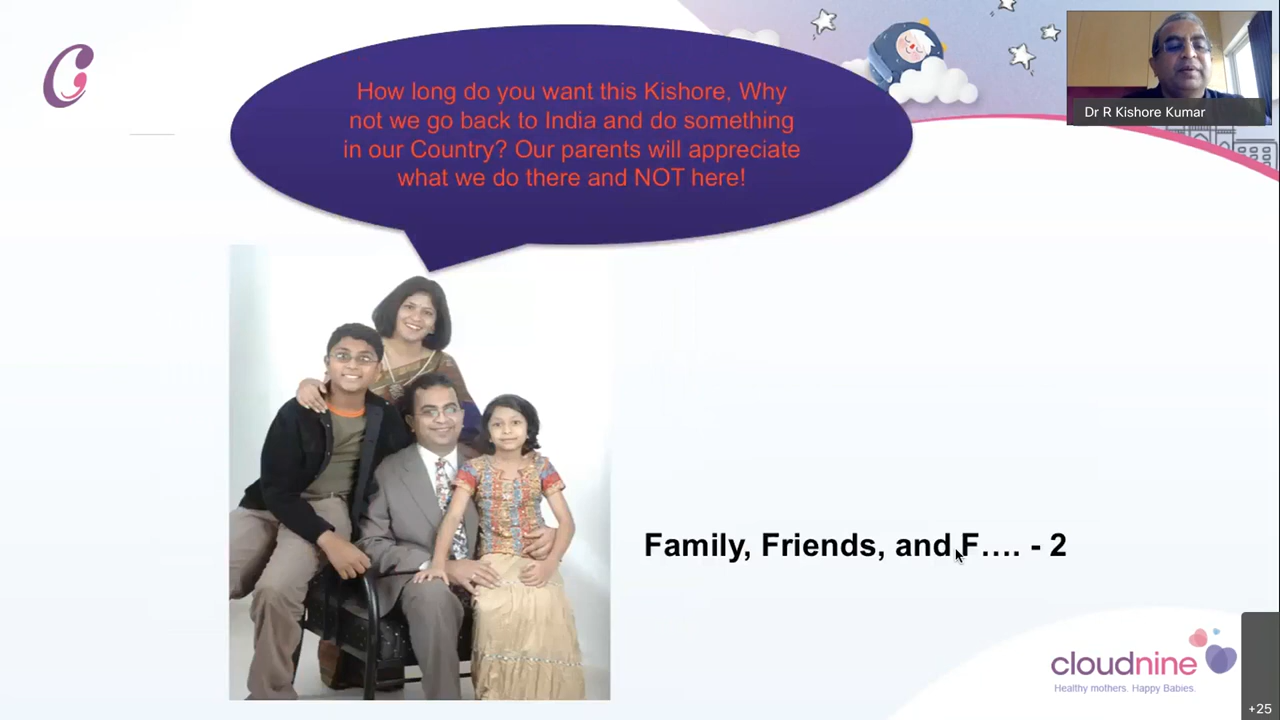 How long do you want this Kishore, Why
not we go back to India and do something
in our Country? Our parents will appreciate
what we do there and NOT here!
Dr R Kishore Kumar
Family, Friends, and F.... - 2
cloudnine
Healthy mothers. Happy Babies.
+25